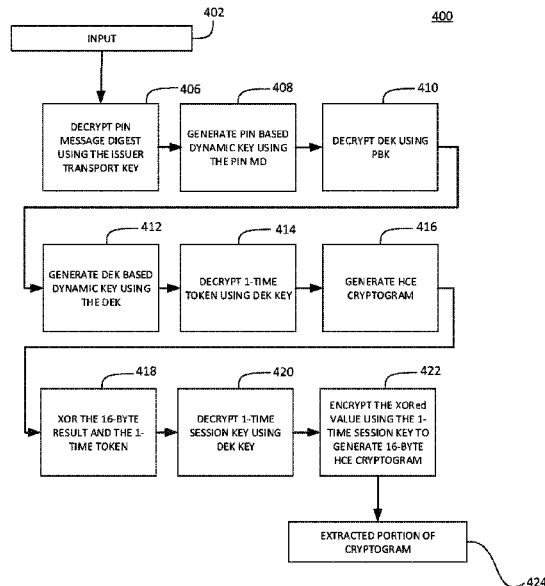 400
402
INPUT
406
DECRYPT PIN
MESSAGE DIGEST
USING THE ISSUER
TRANSPORT KEY
408
GENERATE PIN BASED
DYNAMIC KEY USING
THE PIN MD
410
DECRYPT DEK USING
PBK
412
GENERATE DEK BASED
DYNAMIC KEY USING
THE DEK
414
DECRYPT 1-TIME
TOKEN USING DEK KEY
416
GENERATE HCE
CRYPTOGRAM
418
XOR THE 16-BYTE
RESULT AND THE 1-
TIME TOKEN
420
DECRYPT 1-TIME
SESSION KEY USING
DEK KEY
422
ENCRYPT THE XORed
VALUE USING THE 1-
TIME SESSION KEY TO
GENERATE 16-BYTE
HCE CRYPTOGRAM
EXTRACTED PORTION OF
CRYPTOGRAM
424